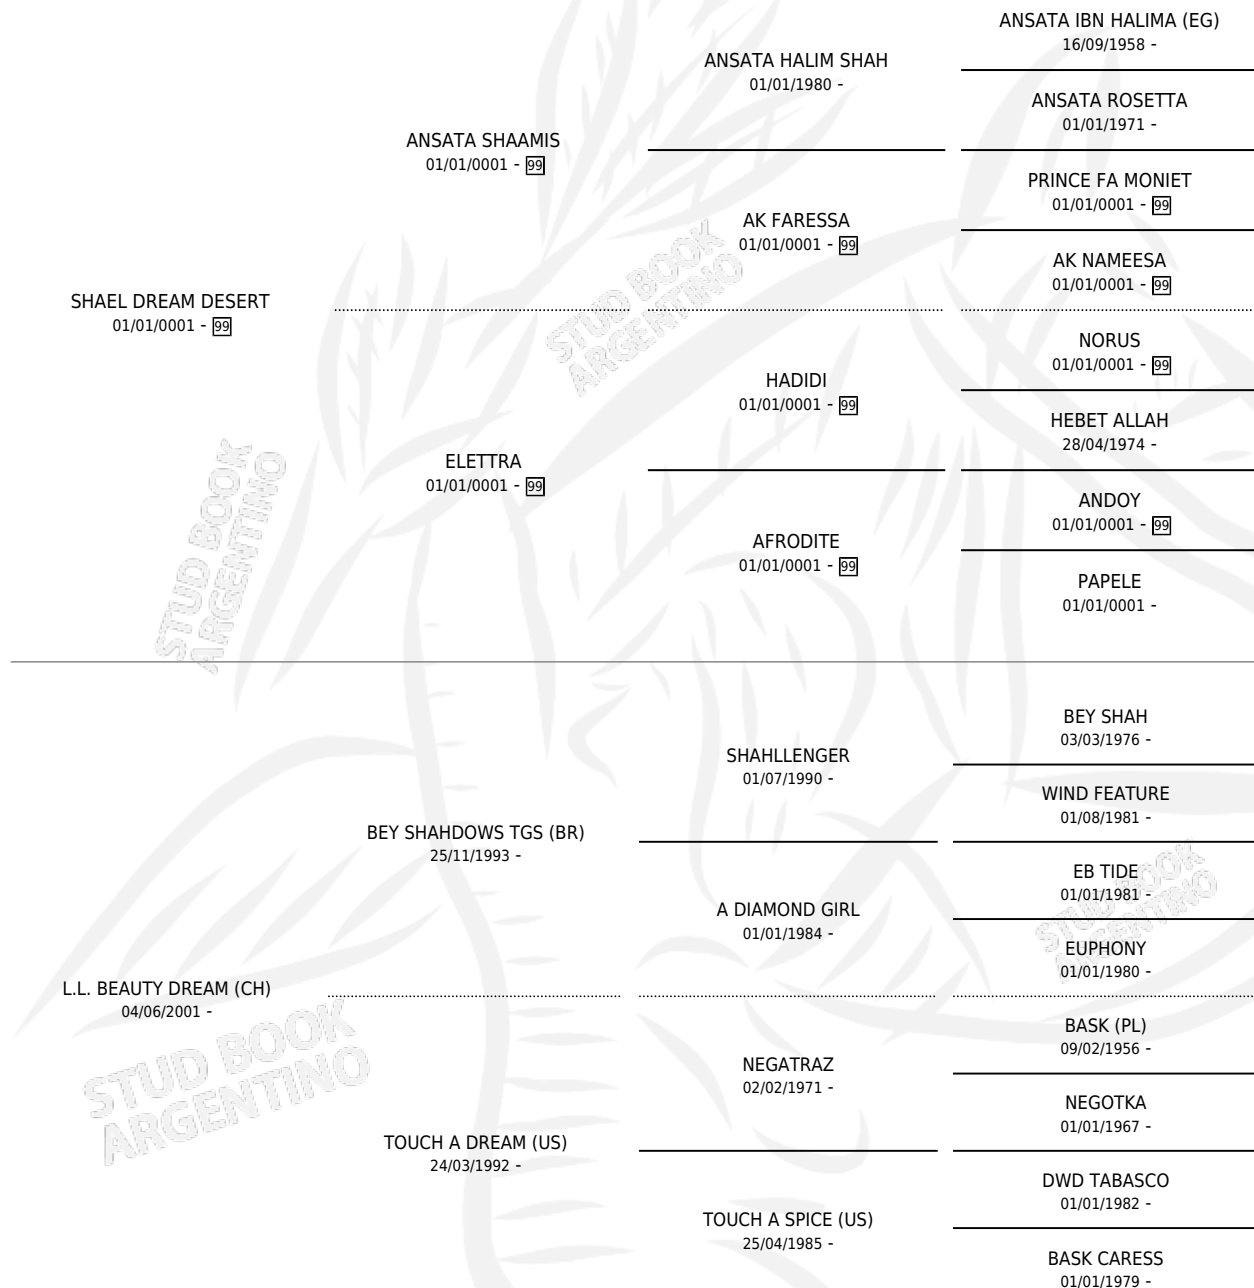 SHAEL DREAM DESERT
01/01/0001 - 99
ANSATA SHAAMIS
01/01/0001 - 99
ELETTRA
01/01/0001 - 99
ANSATA HALIM SHAH
01/01/1980 -
AK FARESSA
01/01/0001 - 99
HADIDI
01/01/0001 - 99
AFRODITE
01/01/0001 - 99
ANSATA IBN HALIMA (EG)
16/09/1958 -
ANSATA ROSETTA
01/01/1971 -
PRINCE FA MONIET
01/01/0001 - 99
AK NAMEESA
01/01/0001 - 99
NORUS
01/01/0001 - 99
HEBET ALLAH
28/04/1974 -
ANDOY
01/01/0001 - 99
PAPELE
01/01/0001 -
L.L. BEAUTY DREAM (CH)
04/06/2001 -
BEY SHAHDOWS TGS (BR)
25/11/1993 -
TOUCH A DREAM (US)
24/03/1992 -
SHAHLLENGER
01/07/1990 -
A DIAMOND GIRL
01/01/1984 -
NEGATRAZ
02/02/1971 -
TOUCH A SPICE (US)
25/04/1985 -
BEY SHAH
03/03/1976 -
WIND FEATURE
01/08/1981 -
EB TIDE
01/01/1981 -
EUPHONY
01/01/1980 -
BASK (PL)
09/02/1956 -
NEGOTKA
01/01/1967 -
DWD TABASCO
01/01/1982 -
BASK CARESS
01/01/1979 -
STUD BOOK
ARGENTINO
STUD BOOK
ARGENTINO
STUD BOOK
ARGENTINO
STUD BOOK
ARGENTINO